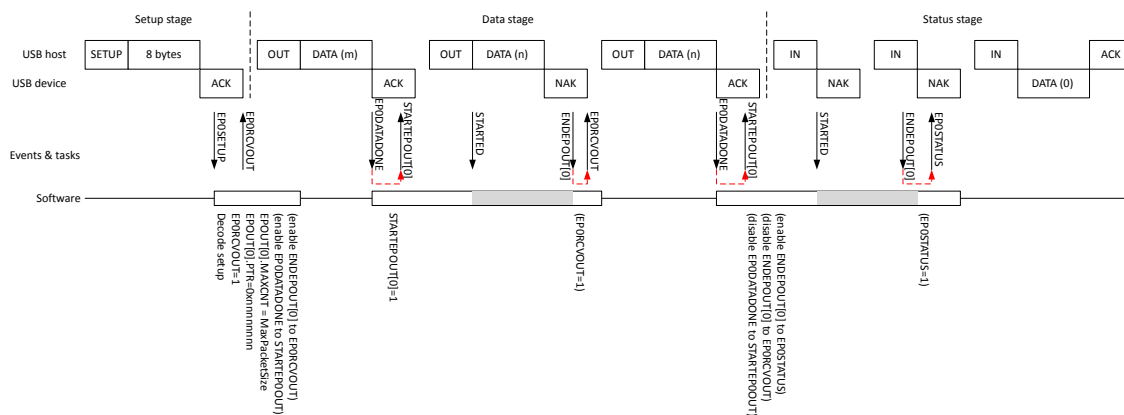 Setup stage
Data stage
Status stage
USB host
SETUP
8 bytes
OUT
DATA (m)
OUT
DATA (n)
OUT
DATA (n)
IN
IN
IN
ACK
USB device
ACK
ACK
NAK
ACK
NAK
NAK
DATA (0)
Events & tasks
EP0SETUP
EP0RCVOUT
EP0DATADONE
STARTEPOUT[0]
STARTED
ENDEPOUT[0]
EP0RCVOUT
EP0DATADONE
STARTEPOUT[0]
STARTED
ENDEPOUT[0]
EP0STATUS
Software
(enable ENDEPOUT[0] to EP0RCVOUT)
(enable EP0DATADONE to STARTEP0OUT)
EPOUT[0].MAXCNT = MaxPacketSize
EPOUT[0].PTR=0xnnnnnnnn
EP0RCVOUT=1
Decode setup
STARTEPOUT[0]=1
(EP0RCVOUT=1)
(enable ENDEPOUT[0] to EP0STATUS)
(disable ENDEPOUT[0] to EP0RCVOUT)
(disable EP0DATADONE to STARTEP0OUT)
(EP0STATUS=1)